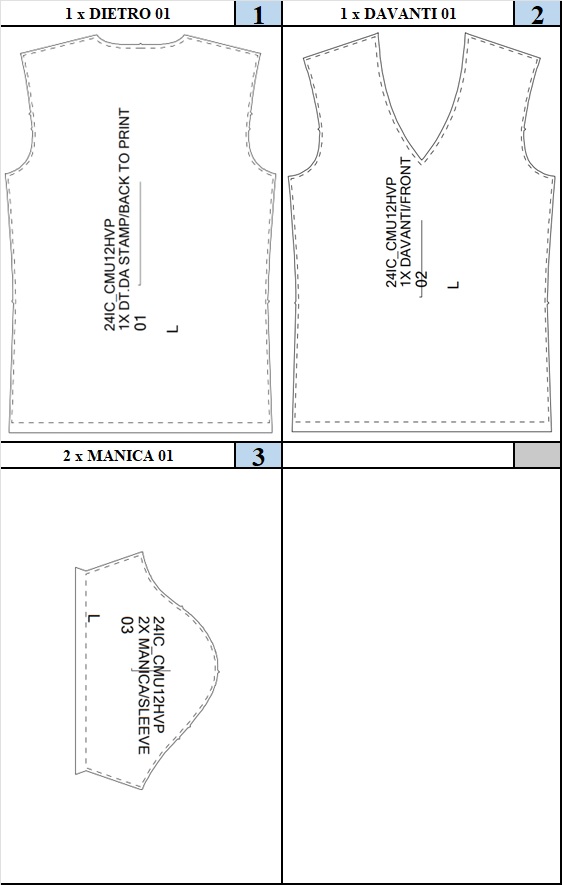 1 x DIETRO 01
1
1 x DAVANTI 01
2
24IC_CMU12HVP
1X DT.DA STAMP/BACK TO PRINT
01
L
24IC_CMU12HVP
1X DAVANTI/FRONT
02
L
2 x MANICA 01
3
24IC_CMU12HVP
2X MANICA/SLEEVE
03
L